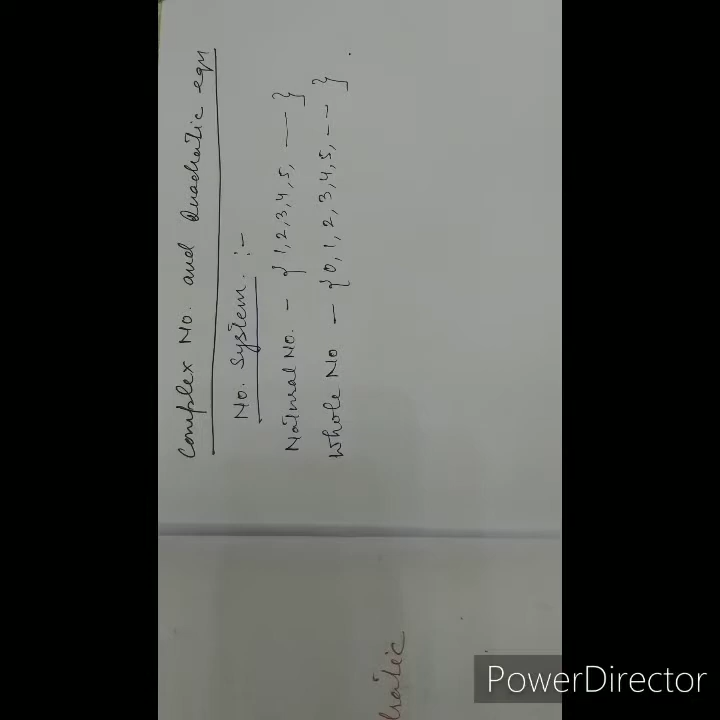 Complex No. and Quadratic eqn
No. System. :-
Natural No. - { 1, 2, 3, 4, 5, -- }
Whole No - { 0, 1, 2, 3, 4, 5, -- } .
hatic
PowerDirector